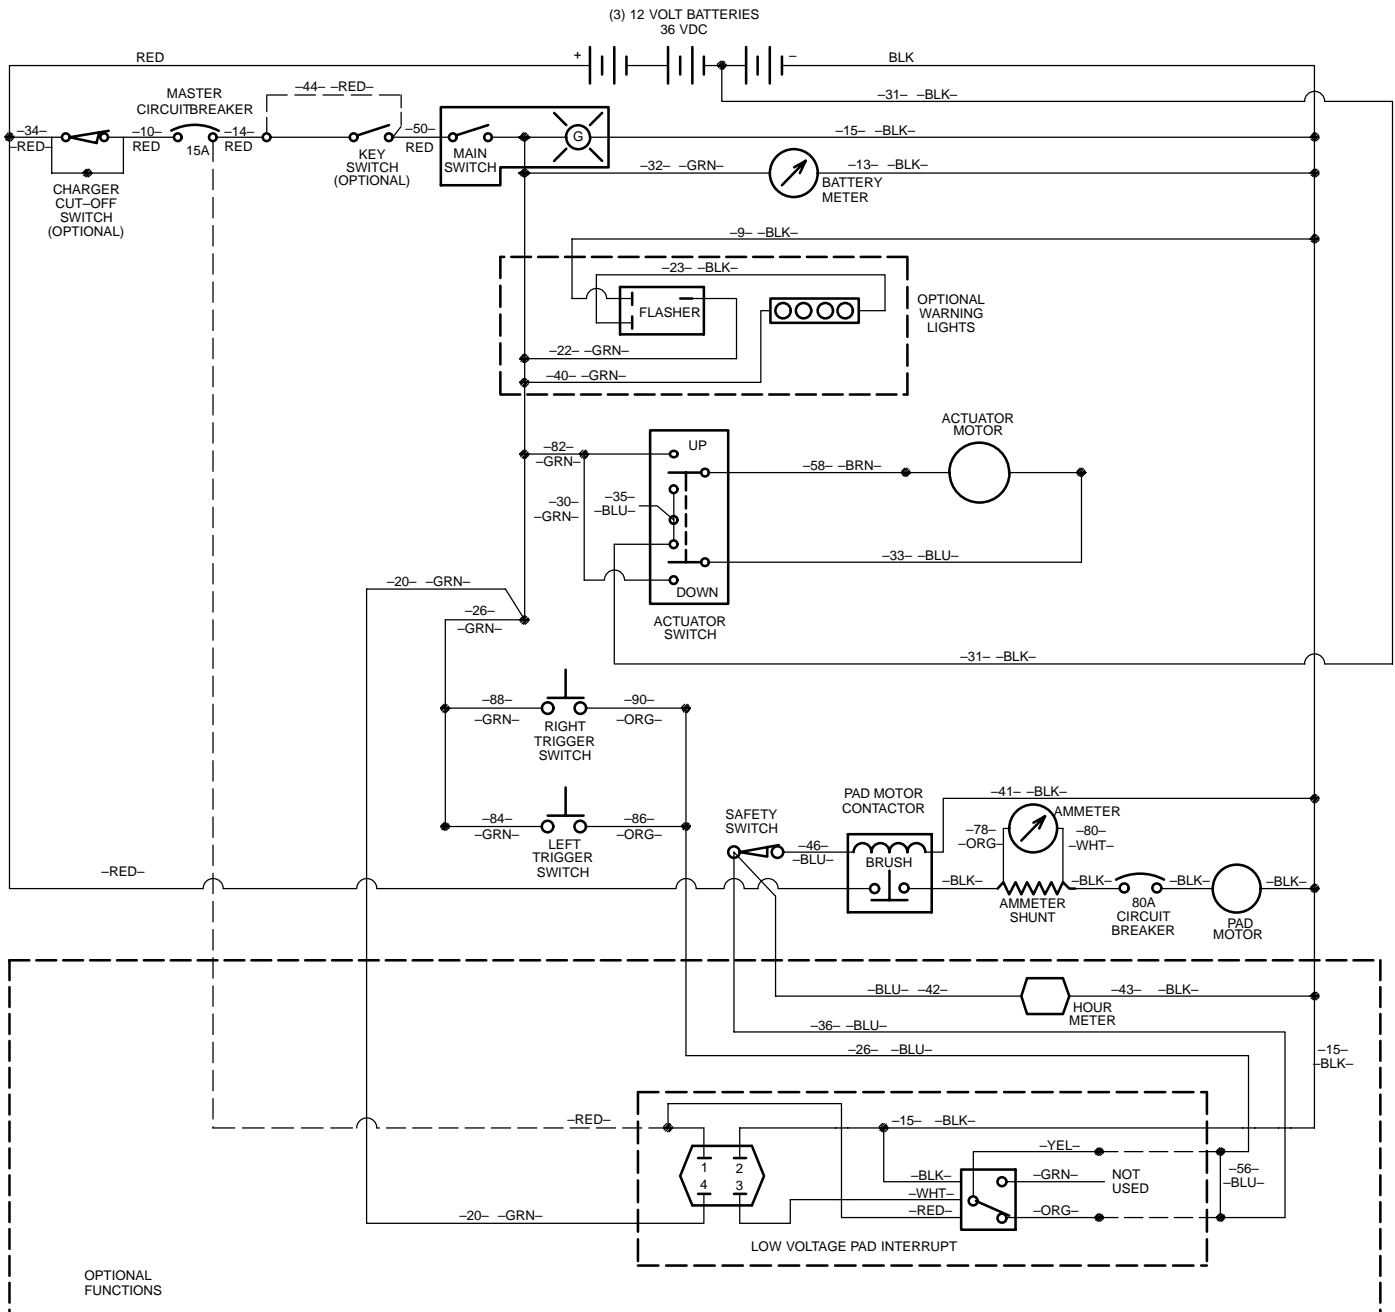 (3) 12 VOLT BATTERIES
36 VDC
+
–
RED
BLK
–44– –RED–
–31– –BLK–
MASTER
CIRCUITBREAKER
–34–
–RED–
–10–
RED
15A
–14–
RED
–50–
RED
G
–15– –BLK–
KEY
SWITCH
(OPTIONAL)
MAIN
SWITCH
–32– –GRN–
–13– –BLK–
BATTERY
METER
CHARGER
CUT–OFF
SWITCH
(OPTIONAL)
–9– –BLK–
–23– –BLK–
FLASHER
OPTIONAL
WARNING
LIGHTS
–22– –GRN–
–40– –GRN–
ACTUATOR
MOTOR
–82–
–GRN–
UP
–58– –BRN–
–30–
–GRN–
–35–
–BLU–
–33– –BLU–
DOWN
ACTUATOR
SWITCH
–20– –GRN–
–26–
–GRN–
–31– –BLK–
–88–
–GRN–
–90–
–ORG–
RIGHT
TRIGGER
SWITCH
–84–
–GRN–
–86–
–ORG–
LEFT
TRIGGER
SWITCH
SAFETY
SWITCH
PAD MOTOR
CONTACTOR
–41– –BLK–
AMMETER
–78–
–ORG–
–80–
–WHT–
–46–
–BLU–
BRUSH
–RED–
–BLK–
–BLK–
–BLK–
–BLK–
AMMETER
SHUNT
80A
CIRCUIT
BREAKER
PAD
MOTOR
–BLU– –42–
–43– –BLK–
HOUR
METER
–36– –BLU–
–26– –BLU–
–15–
–BLK–
–RED–
–15– –BLK–
–YEL–
1
2
4
3
–BLK–
–GRN–
NOT
USED
–56–
–BLU–
–WHT–
–RED–
–ORG–
–20– –GRN–
LOW VOLTAGE PAD INTERRUPT
OPTIONAL
FUNCTIONS